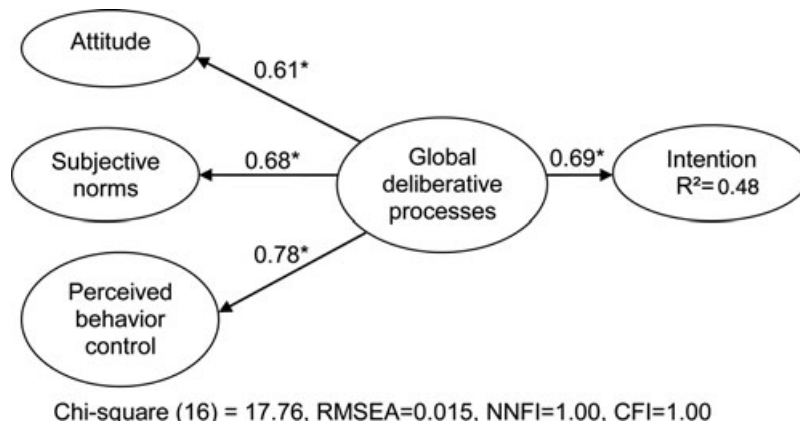 Attitude
0.61*
Subjective
norms
0.68*
Global
deliberative
processes
0.69*
Intention
R²=0.48
0.78*
Perceived
behavior
control
Chi-square (16) = 17.76, RMSEA=0.015, NNFI=1.00, CFI=1.00